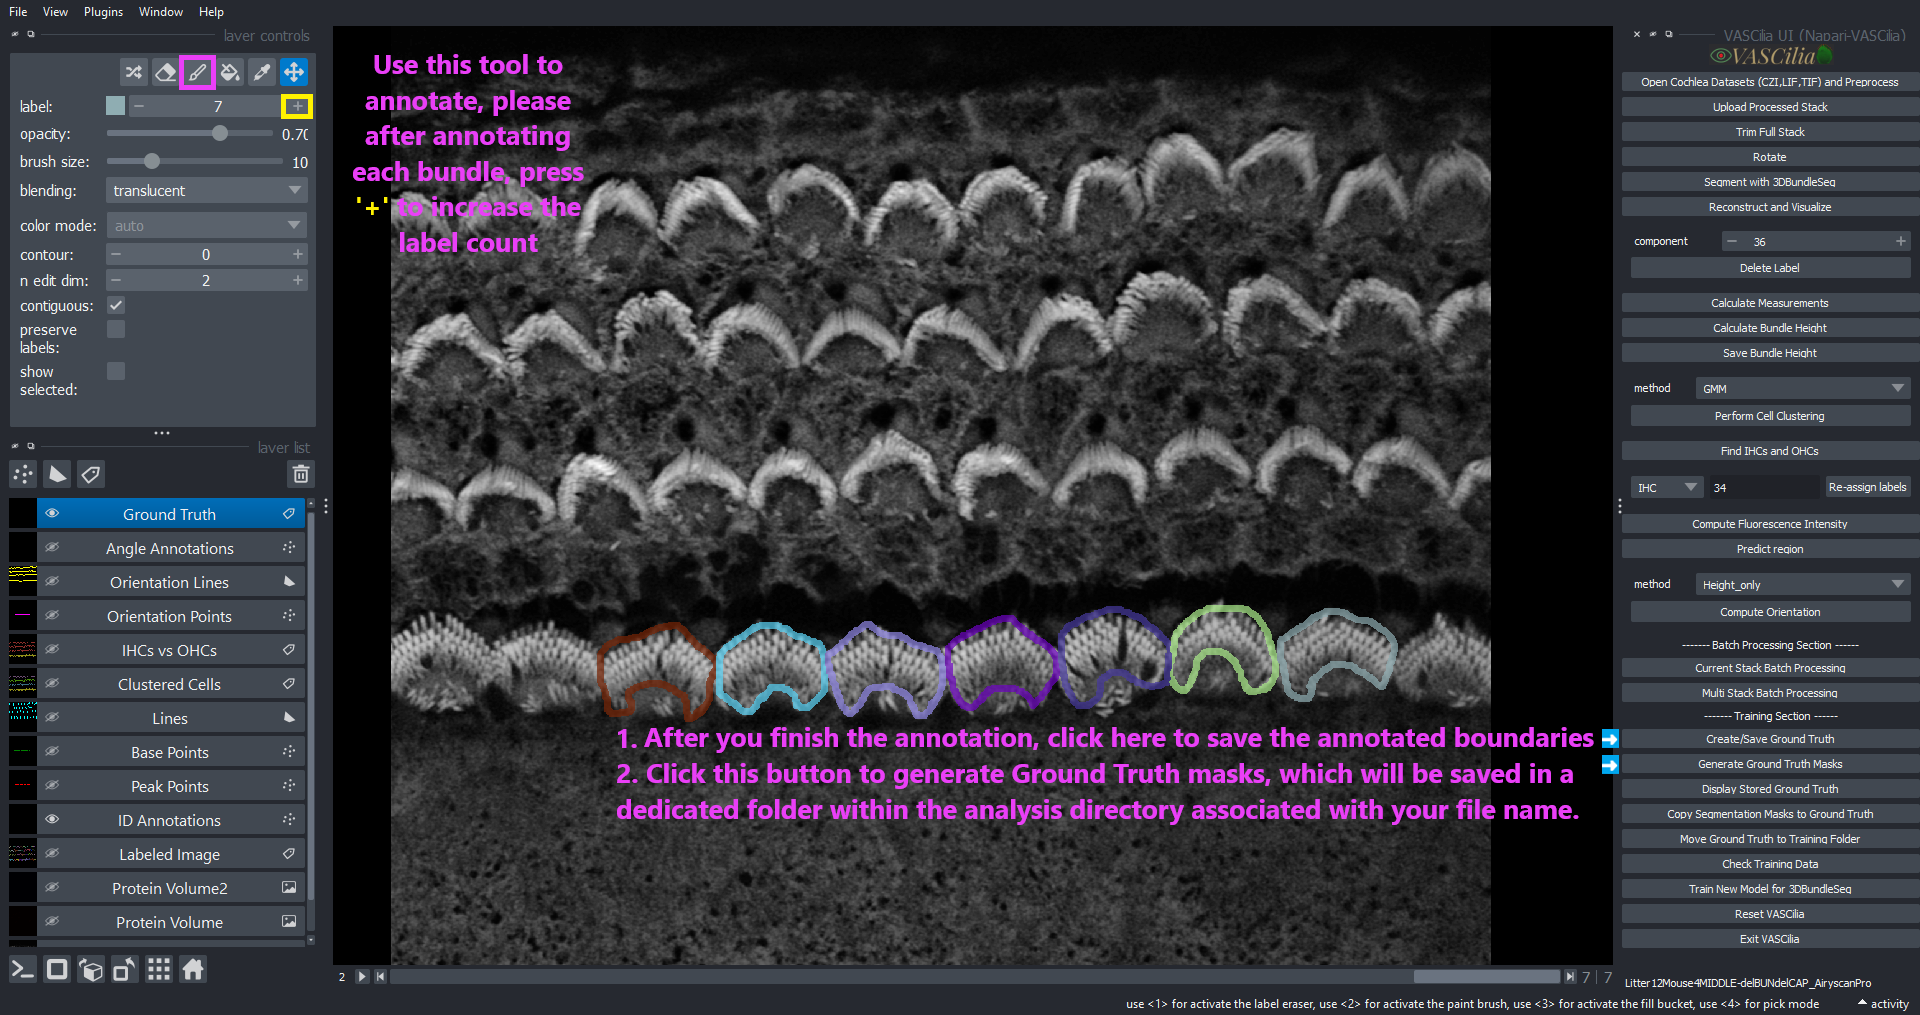 File View Plugins Window Help
layer controls
label: 7
opacity: 0.70
brush size: 10
blending: translucent
color mode: auto
contour: 0
n edit dim: 2
contiguous:
preserve
labels:
show
selected:
layer list
Ground Truth
Angle Annotations
Orientation Lines
Orientation Points
IHCs vs OHCs
Clustered Cells
Lines
Base Points
Peak Points
ID Annotations
Labeled Image
Protein Volume2
Protein Volume
Use this tool to
annotate, please
after annotating
each bundle, press
'+' to increase the
label count
1. After you finish the annotation, click here to save the annotated boundaries
2. Click this button to generate Ground Truth masks, which will be saved in a
dedicated folder within the analysis directory associated with your file name.
2
7 | 7
VASCilia UI (Napari-VASCilia)
VASCilia
Open Cochlea Datasets (CZI,LIF,TIF) and Preprocess
Upload Processed Stack
Trim Full Stack
Rotate
Segment with 3DBundleSeg
Reconstruct and Visualize
component 36
Delete Label
Calculate Measurements
Calculate Bundle Height
Save Bundle Height
method GMM
Perform Cell Clustering
Find IHCs and OHCs
IHC 34 Re-assign labels
Compute Fluorescence Intensity
Predict region
method Height_only
Compute Orientation
------- Batch Processing Section ------
Current Stack Batch Processing
Multi Stack Batch Processing
------- Training Section ------
Create/Save Ground Truth
Generate Ground Truth Masks
Display Stored Ground Truth
Copy Segmentation Masks to Ground Truth
Move Ground Truth to Training Folder
Check Training Data
Train New Model for 3DBundleSeg
Reset VASCilia
Exit VASCilia
Litter12Mouse4MIDDLE-delBUNdelCAP_AiryscanPro
use <1> for activate the label eraser, use <2> for activate the paint brush, use <3> for activate the fill bucket, use <4> for pick mode
activity